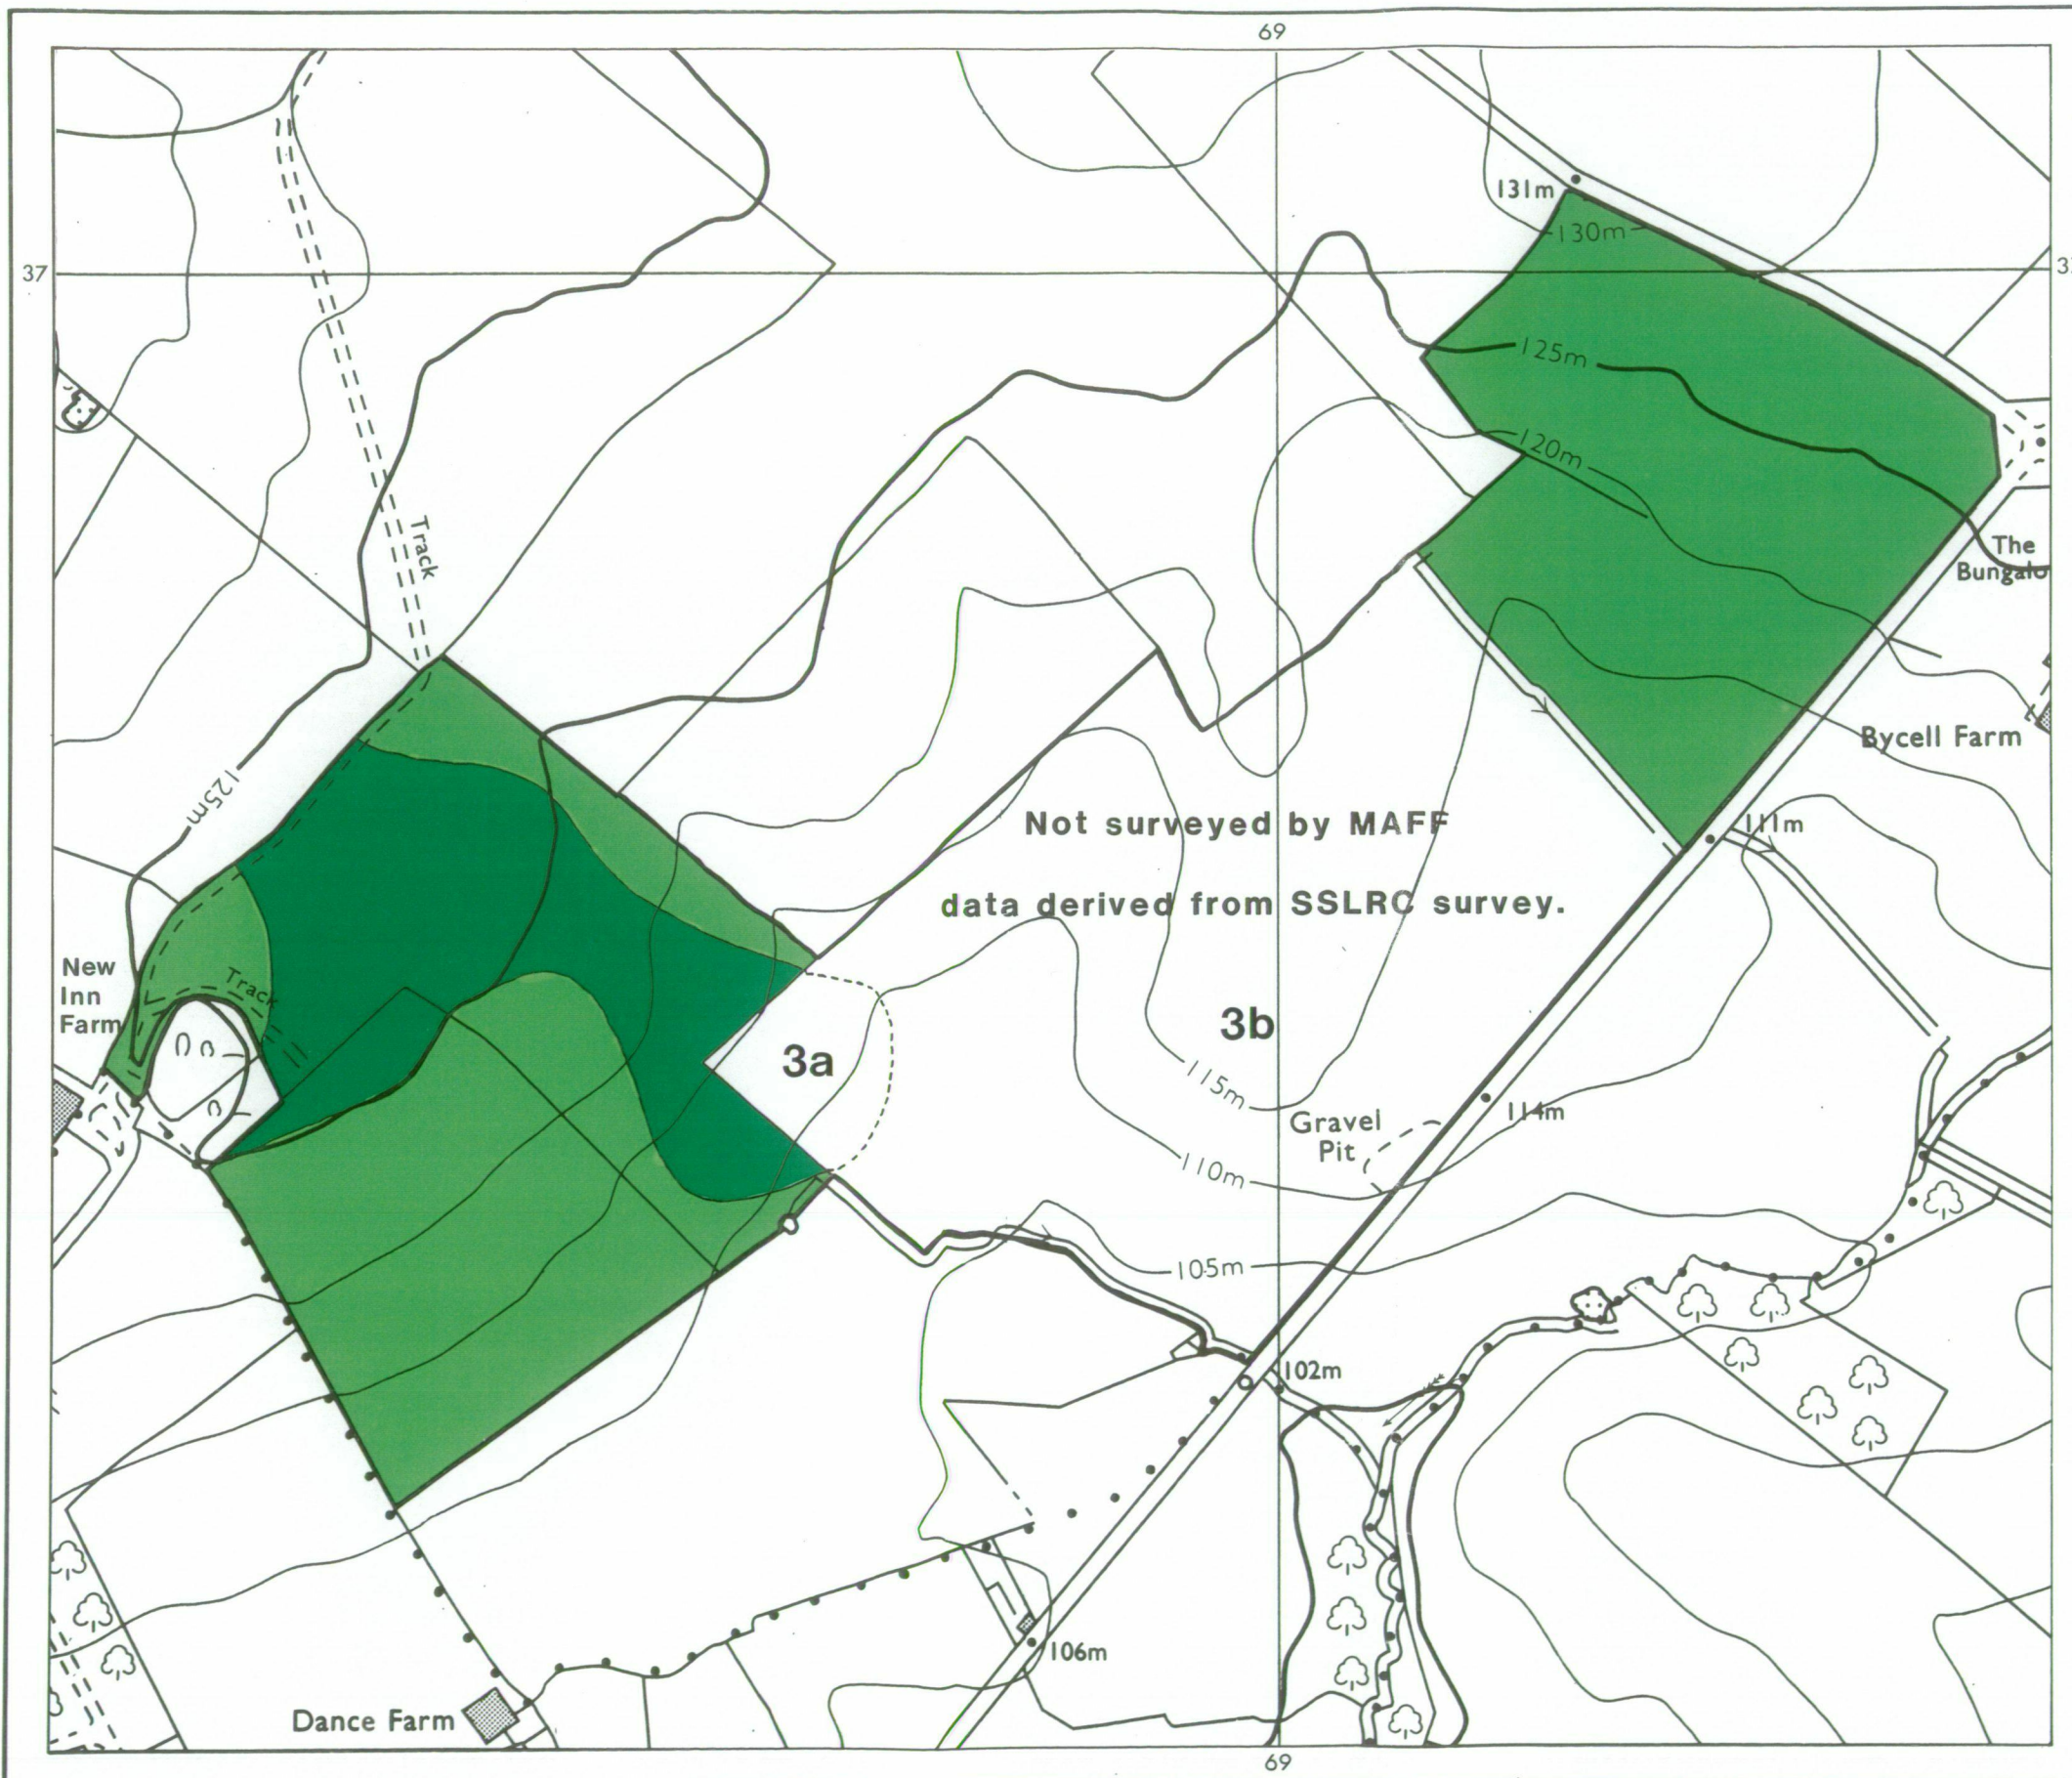 69
131m
130m
37
125m
120m
Track
The
Bungalo
Bycell Farm
125m
Not surveyed by MAFF
111m
data derived from SSLRC survey.
New
Inn
Farm
Track
3b
3a
115m
114m
Gravel
Pit
110m
105m
102m
106m
Dance Farm
69